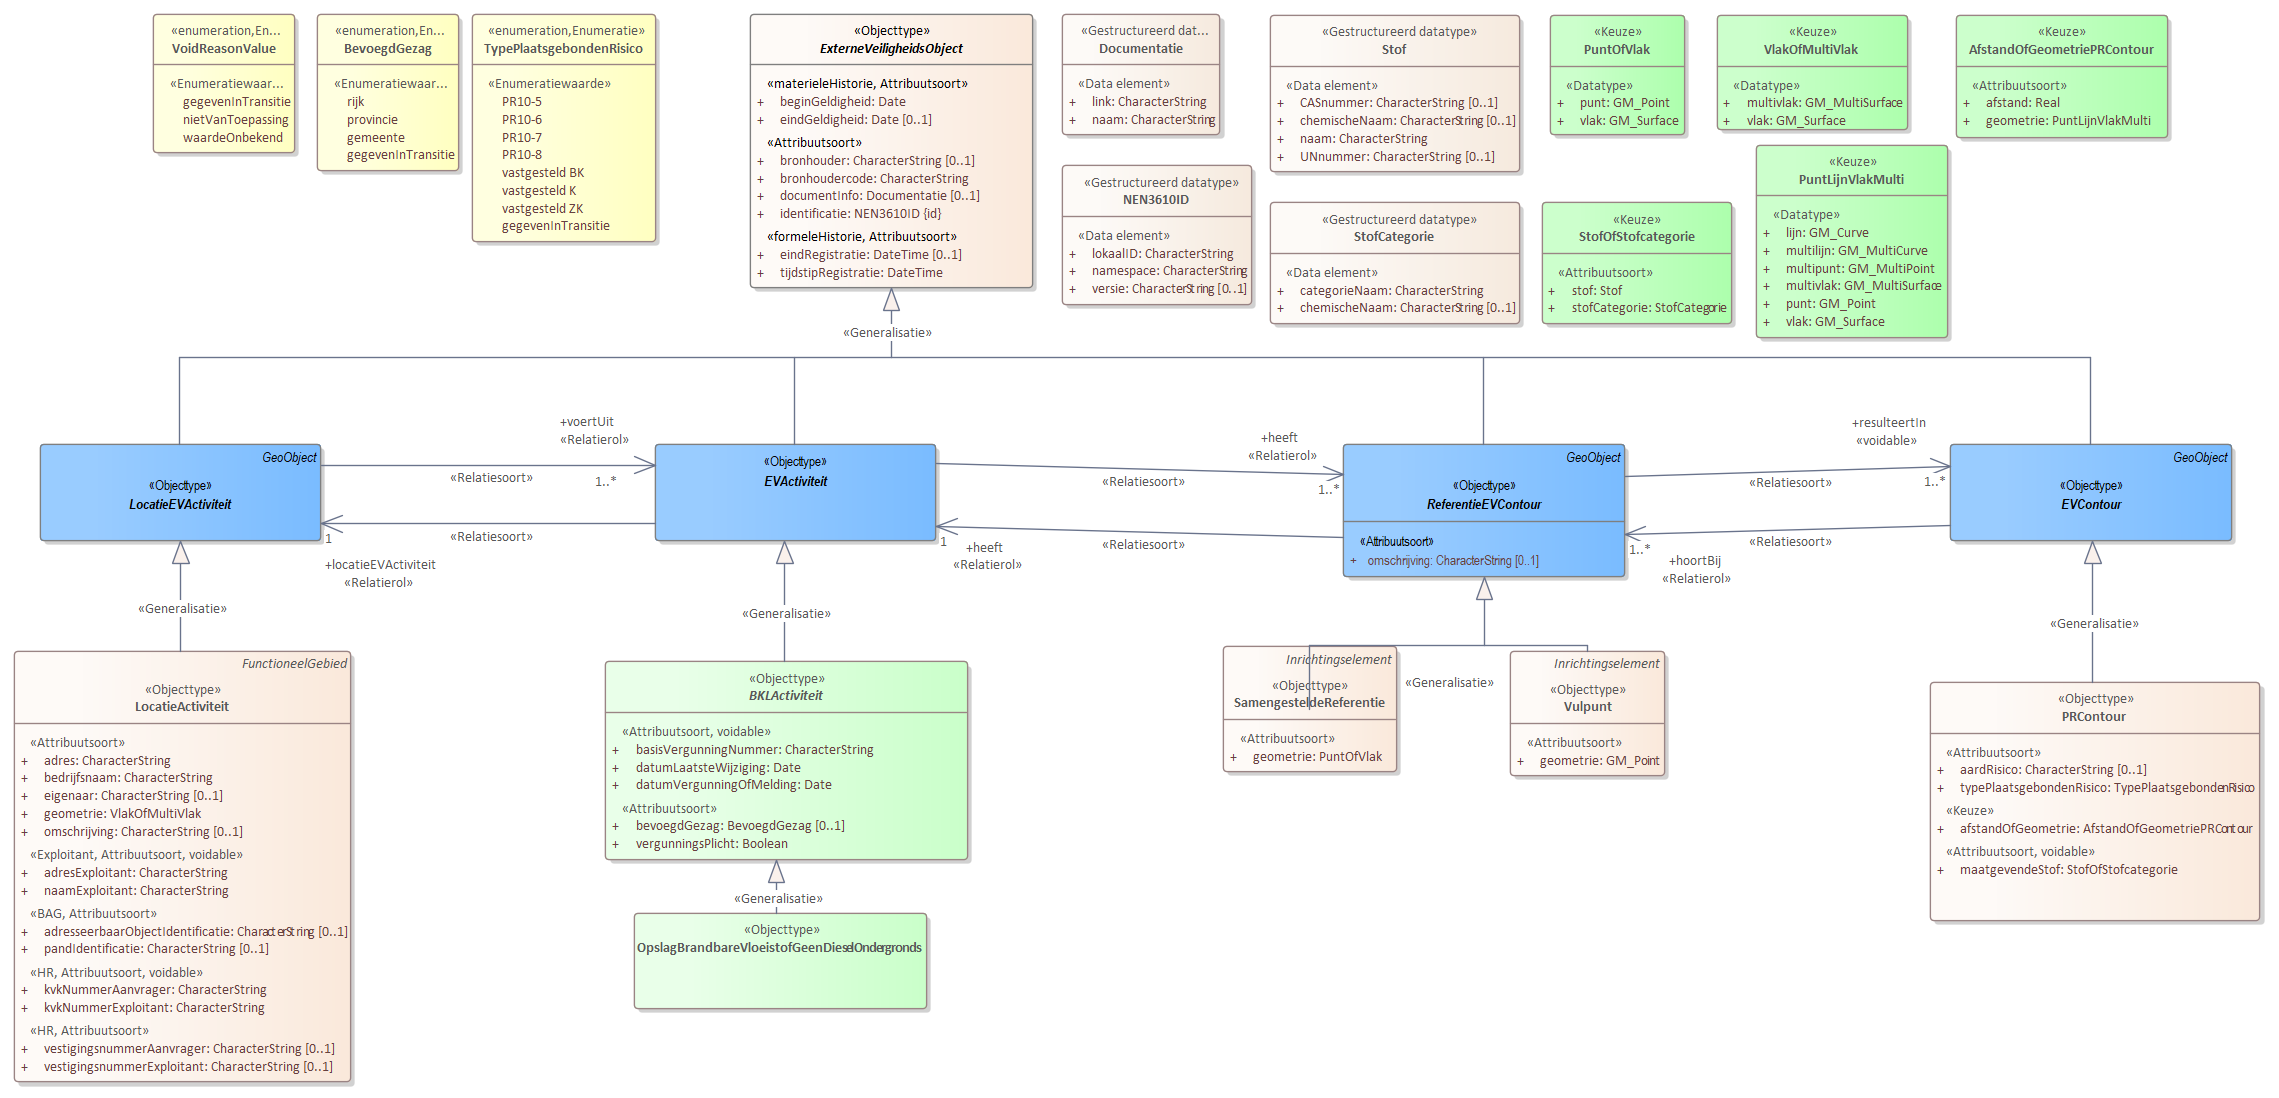 «enumeration,En...
VoidReasonValue
«Enumeratiewaar...
gegevenInTransitie
nietVanToepassing
waardeOnbekend
«enumeration,En...
BevoegdGezag
«Enumeratiewaar...
rijk
provincie
gemeente
gegevenInTransitie
«enumeration,Enumeratie»
TypePlaatsgebondenRisico
«Enumeratiewaarde»
PR10-5
PR10-6
PR10-7
PR10-8
vastgesteld BK
vastgesteld K
vastgesteld ZK
gegevenInTransitie
«Objecttype»
ExterneVeiligheidsObject
«materieleHistorie, Attribuutsoort»
+ beginGeldigheid: Date
+ eindGeldigheid: Date [0..1]
«Attribuutsoort»
+ bronhouder: CharacterString [0..1]
+ bronhoudercode: CharacterString
+ documentInfo: Documentatie [0..1]
+ identificatie: NEN3610ID {id}
«formeleHistorie, Attribuutsoort»
+ eindRegistratie: DateTime [0..1]
+ tijdstipRegistratie: DateTime
«Gestructureerd dat...
Documentatie
«Data element»
+ link: CharacterString
+ naam: CharacterString
«Gestructureerd datatype»
NEN3610ID
«Data element»
+ lokaalID: CharacterString
+ namespace: CharacterString
+ versie: CharacterString [0..1]
«Gestructureerd datatype»
Stof
«Data element»
+ CASnummer: CharacterString [0..1]
+ chemischeNaam: CharacterString [0..1]
+ naam: CharacterString
+ UNnummer: CharacterString [0..1]
«Gestructureerd datatype»
StofCategorie
«Data element»
+ categorieNaam: CharacterString
+ chemischeNaam: CharacterString [0..1]
«Keuze»
PuntOfVlak
«Datatype»
+ punt: GM_Point
+ vlak: GM_Surface
«Keuze»
VlakOfMultiVlak
«Datatype»
+ multivlak: GM_MultiSurface
+ vlak: GM_Surface
«Keuze»
AfstandOfGeometriePRContour
«Attribuutsoort»
+ afstand: Real
+ geometrie: PuntLijnVlakMulti
«Keuze»
StofOfStofcategorie
«Attribuutsoort»
+ stof: Stof
+ stofCategorie: StofCategorie
«Keuze»
PuntLijnVlakMulti
«Datatype»
+ lijn: GM_Curve
+ multilijn: GM_MultiCurve
+ multipunt: GM_MultiPoint
+ multivlak: GM_MultiSurface
+ punt: GM_Point
+ vlak: GM_Surface
«Generalisatie»
GeoObject
«Objecttype»
LocatieEVActiviteit
+voertUit
«Relatierol»
«Relatiesoort»
1..*
«Relatiesoort»
1
+locatieEVActiviteit
«Relatierol»
«Objecttype»
EVActiviteit
+heeft
«Relatierol»
«Relatiesoort»
1..*
«Relatiesoort»
1
+heeft
«Relatierol»
GeoObject
«Objecttype»
ReferentieEVContour
«Attribuutsoort»
+ omschrijving: CharacterString [0..1]
+resulteertIn
«voidable»
«Relatiesoort»
1..*
«Relatiesoort»
1..*
+hoortBij
«Relatierol»
GeoObject
«Objecttype»
EVContour
«Generalisatie»
«Generalisatie»
«Generalisatie»
«Generalisatie»
FunctioneelGebied
«Objecttype»
LocatieActiviteit
«Attribuutsoort»
+ adres: CharacterString
+ bedrijfsnaam: CharacterString
+ eigenaar: CharacterString [0..1]
+ geometrie: VlakOfMultiVlak
+ omschrijving: CharacterString [0..1]
«Exploitant, Attribuutsoort, voidable»
+ adresExploitant: CharacterString
+ naamExploitant: CharacterString
«BAG, Attribuutsoort»
+ adresseerbaarObjectIdentificatie: CharacterString [0..1]
+ pandIdentificatie: CharacterString [0..1]
«HR, Attribuutsoort, voidable»
+ kvkNummerAanvrager: CharacterString
+ kvkNummerExploitant: CharacterString
«HR, Attribuutsoort»
+ vestigingsnummerAanvrager: CharacterString [0..1]
+ vestigingsnummerExploitant: CharacterString [0..1]
«Objecttype»
BKLActiviteit
«Attribuutsoort, voidable»
+ basisVergunningNummer: CharacterString
+ datumLaatsteWijziging: Date
+ datumVergunningOfMelding: Date
«Attribuutsoort»
+ bevoegdGezag: BevoegdGezag [0..1]
+ vergunningsPlicht: Boolean
«Generalisatie»
«Objecttype»
OpslagBrandbareVloeistofGeenDieselOndergronds
Inrichtingselement
«Objecttype»
SamengesteldeReferentie
«Attribuutsoort»
+ geometrie: PuntOfVlak
Inrichtingselement
«Objecttype»
Vulpunt
«Attribuutsoort»
+ geometrie: GM_Point
«Objecttype»
PRContour
«Attribuutsoort»
+ aardRisico: CharacterString [0..1]
+ typePlaatsgebondenRisico: TypePlaatsgebondenRisico
«Keuze»
+ afstandOfGeometrie: AfstandOfGeometriePRContour
«Attribuutsoort, voidable»
+ maatgevendeStof: StofOfStofcategorie